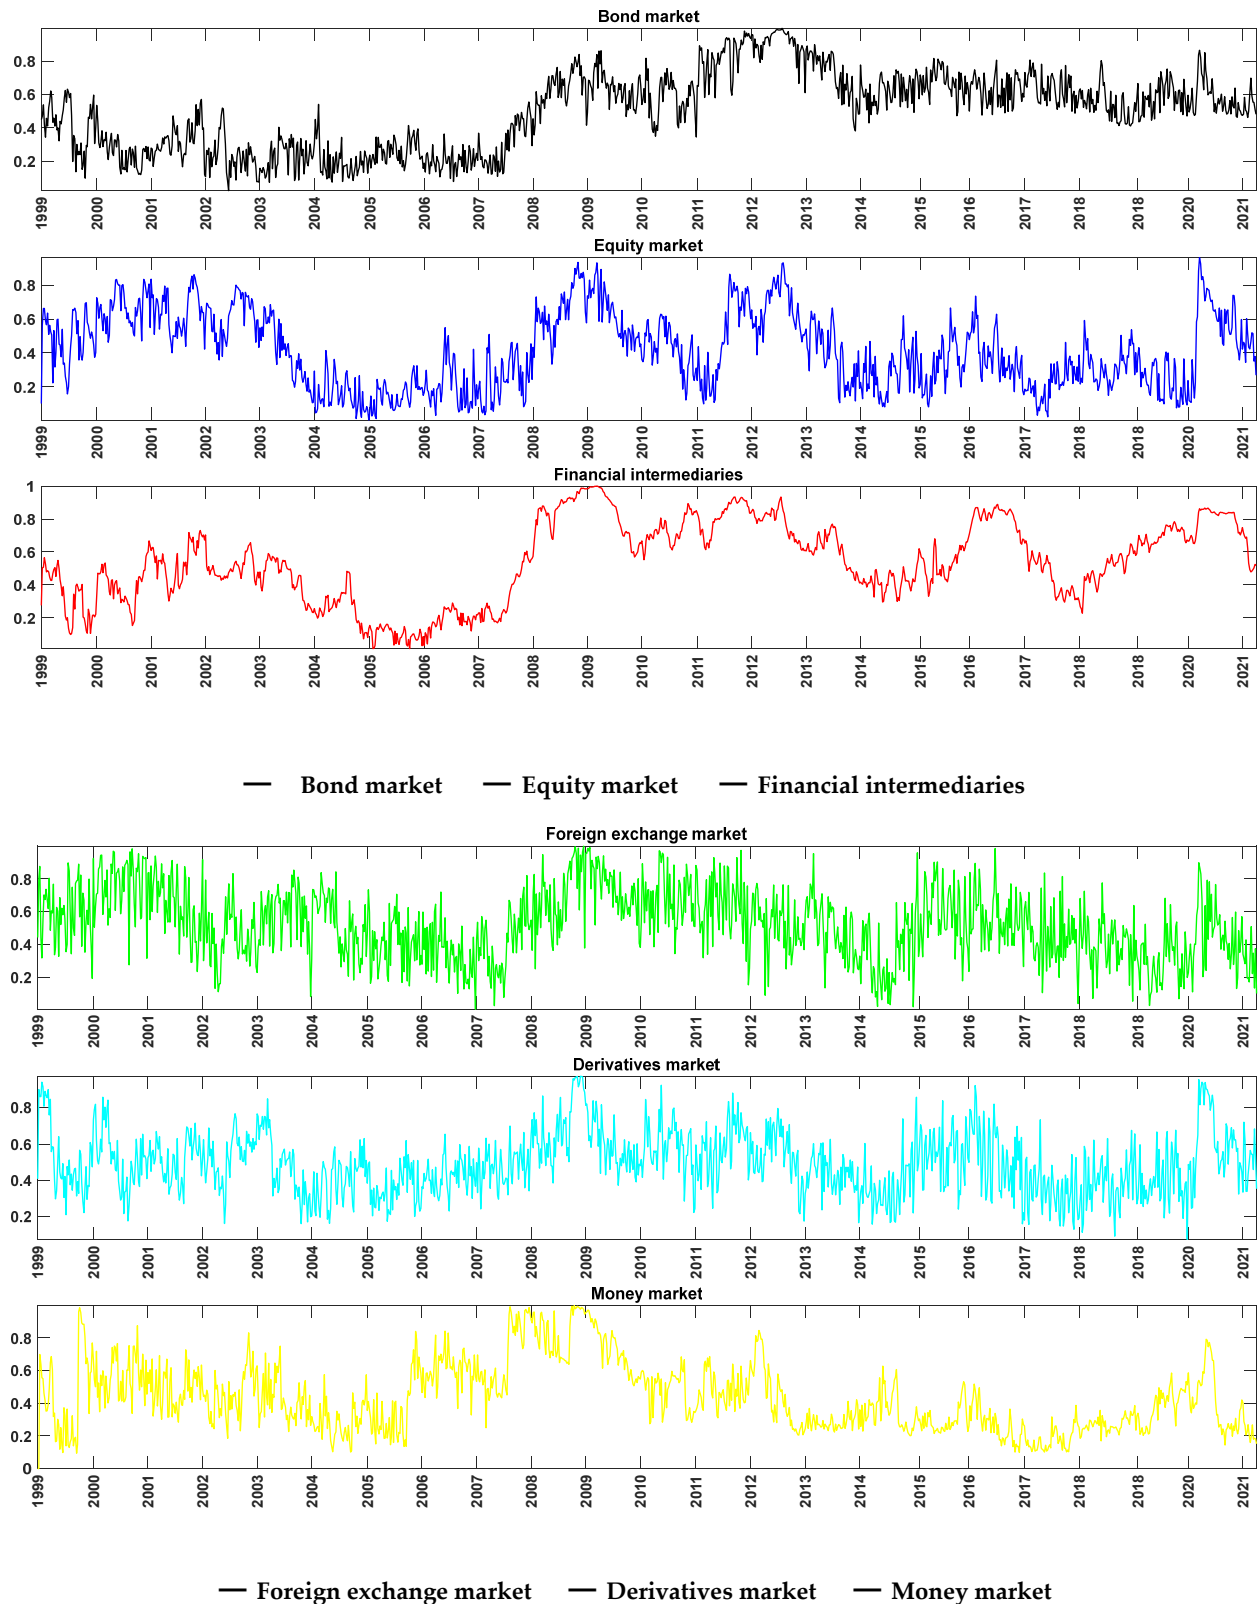 Bond market
0.8
0.6
0.4
0.2
1999 2000 2001 2002 2003 2004 2005 2006 2007 2008 2009 2010 2011 2012 2013 2014 2015 2016 2017 2018 2018 2020 2021
Equity market
0.8
0.6
0.4
0.2
1999 2000 2001 2002 2003 2004 2005 2006 2007 2008 2009 2010 2011 2012 2013 2014 2015 2016 2017 2018 2018 2020 2021
Financial intermediaries
1
0.8
0.6
0.4
0.2
1999 2000 2001 2002 2003 2004 2005 2006 2007 2008 2009 2010 2011 2012 2013 2014 2015 2016 2017 2018 2018 2020 2021
Bond market Equity market Financial intermediaries
Foreign exchange market
0.8
0.6
0.4
0.2
1999 2000 2001 2002 2003 2004 2005 2006 2007 2008 2009 2010 2011 2012 2013 2014 2015 2016 2017 2018 2018 2020 2021
Derivatives market
0.8
0.6
0.4
0.2
1999 2000 2001 2002 2003 2004 2005 2006 2007 2008 2009 2010 2011 2012 2013 2014 2015 2016 2017 2018 2018 2020 2021
Money market
0.8
0.6
0.4
0.2
0
1999 2000 2001 2002 2003 2004 2005 2006 2007 2008 2009 2010 2011 2012 2013 2014 2015 2016 2017 2018 2018 2020 2021
Foreign exchange market Derivatives market Money market